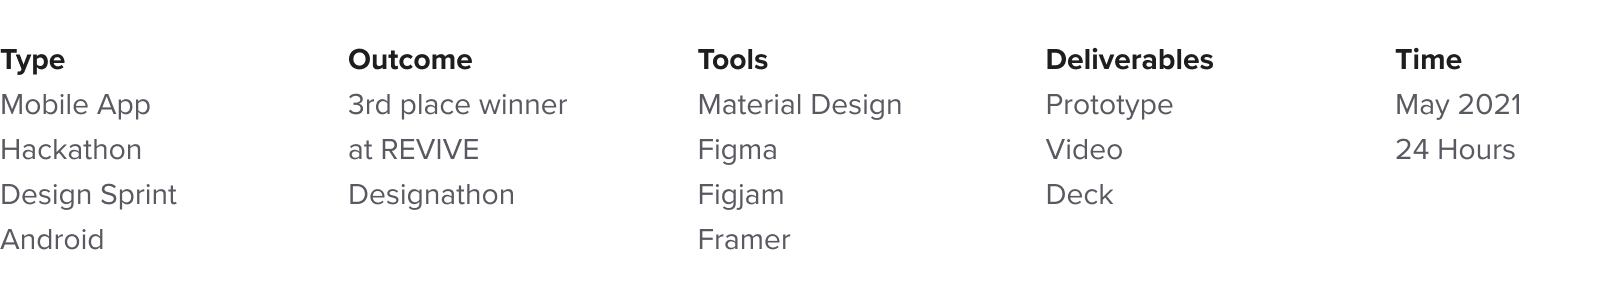 Type
Mobile App
Hackathon
Design Sprint
Android
Outcome
3rd place winner
at REVIVE
Designathon
Tools
Material Design
Figma
Figjam
Framer
Deliverables
Prototype
Video
Deck
Time
May 2021
24 Hours